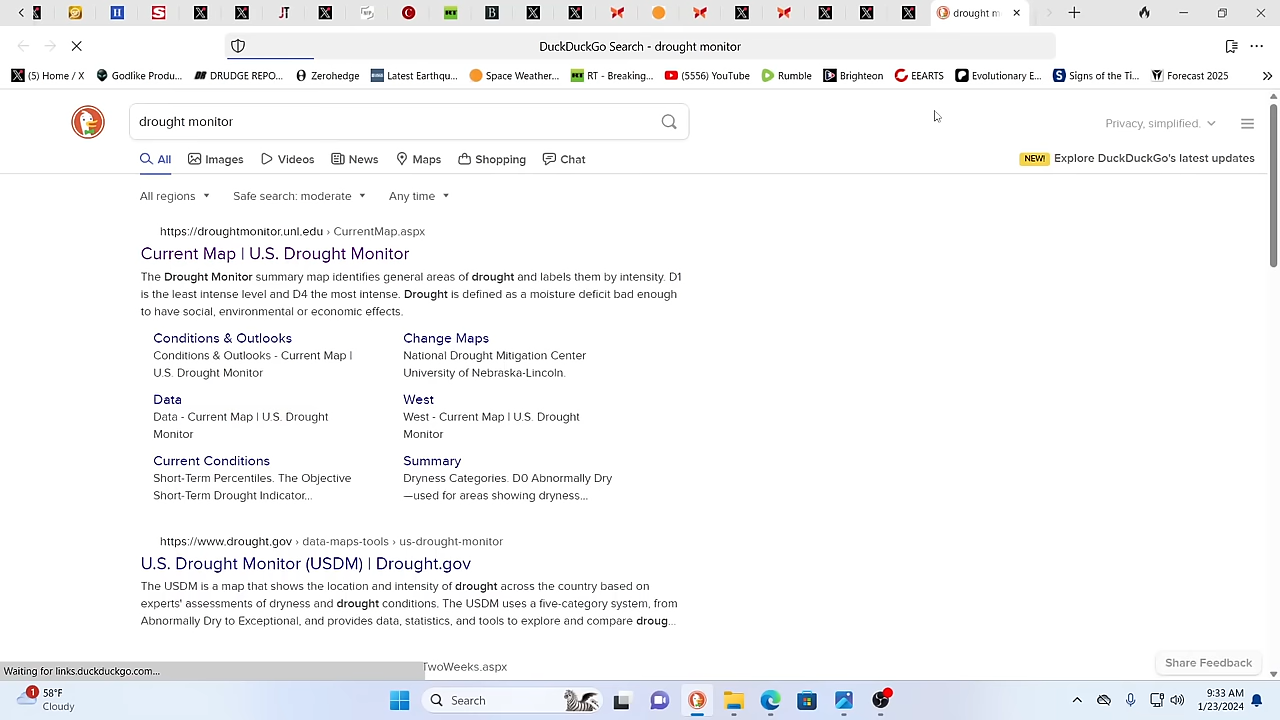 drought m
DuckDuckGo Search - drought monitor
(5) Home / X
Godlike Produ...
DRUDGE REPO...
Zerohedge
Latest Earthqu...
Space Weather...
RT - Breaking...
(5556) YouTube
Rumble
Brighteon
EEARTS
Evolutionary E...
Signs of the Ti...
Forecast 2025
drought monitor
Privacy, simplified.
All
Images
Videos
News
Maps
Shopping
Chat
NEW! Explore DuckDuckGo's latest updates
All regions
Safe search: moderate
Any time
https://droughtmonitor.unl.edu › CurrentMap.aspx
Current Map | U.S. Drought Monitor
The Drought Monitor summary map identifies general areas of drought and labels them by intensity. D1
is the least intense level and D4 the most intense. Drought is defined as a moisture deficit bad enough
to have social, environmental or economic effects.
Conditions & Outlooks
Conditions & Outlooks - Current Map |
U.S. Drought Monitor
Change Maps
National Drought Mitigation Center
University of Nebraska-Lincoln.
Data
Data - Current Map | U.S. Drought
Monitor
West
West - Current Map | U.S. Drought
Monitor
Current Conditions
Short-Term Percentiles. The Objective
Short-Term Drought Indicator...
Summary
Dryness Categories. D0 Abnormally Dry
—used for areas showing dryness...
https://www.drought.gov › data-maps-tools › us-drought-monitor
U.S. Drought Monitor (USDM) | Drought.gov
The USDM is a map that shows the location and intensity of drought across the country based on
experts' assessments of dryness and drought conditions. The USDM uses a five-category system, from
Abnormally Dry to Exceptional, and provides data, statistics, and tools to explore and compare droug...
TwoWeeks.aspx
Share Feedback
Waiting for links.duckduckgo.com...
1
58°F
Cloudy
Search
9:33 AM
1/23/2024